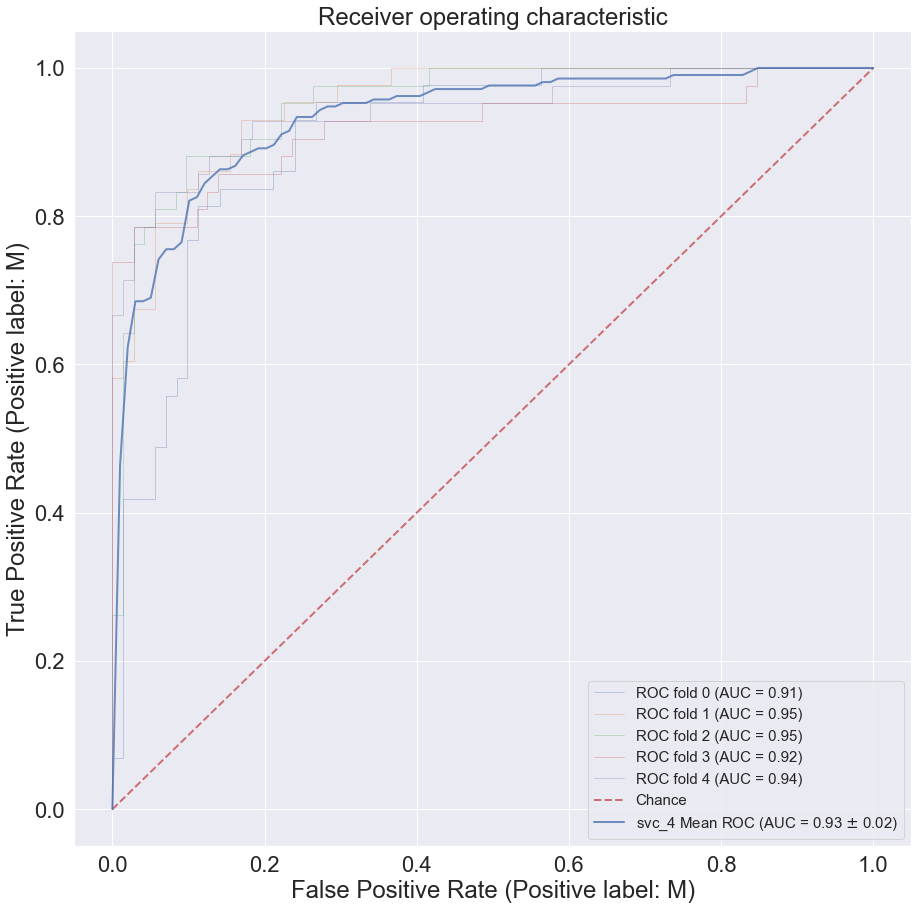 Receiver operating characteristic
True Positive Rate (Positive label: M)
1.0
0.8
0.6
0.4
0.2
0.0
ROC fold 0 (AUC = 0.91)
ROC fold 1 (AUC = 0.95)
ROC fold 2 (AUC = 0.95)
ROC fold 3 (AUC = 0.92)
ROC fold 4 (AUC = 0.94)
Chance
svc_4 Mean ROC (AUC = 0.93 ± 0.02)
0.0 0.2 0.4 0.6 0.8 1.0
False Positive Rate (Positive label: M)